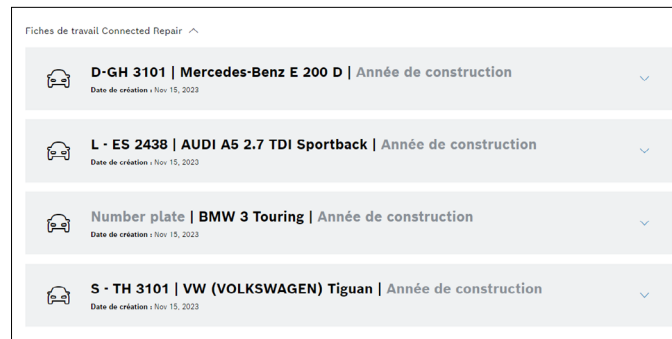 Fiches de travail Connected Repair
D-GH 3101 | Mercedes-Benz E 200 D | Année de construction
Date de création : Nov 15, 2023
L - ES 2438 | AUDI A5 2.7 TDI Sportback | Année de construction
Date de création : Nov 15, 2023
Number plate | BMW 3 Touring | Année de construction
Date de création : Nov 15, 2023
S - TH 3101 | VW (VOLKSWAGEN) Tiguan | Année de construction
Date de création : Nov 15, 2023